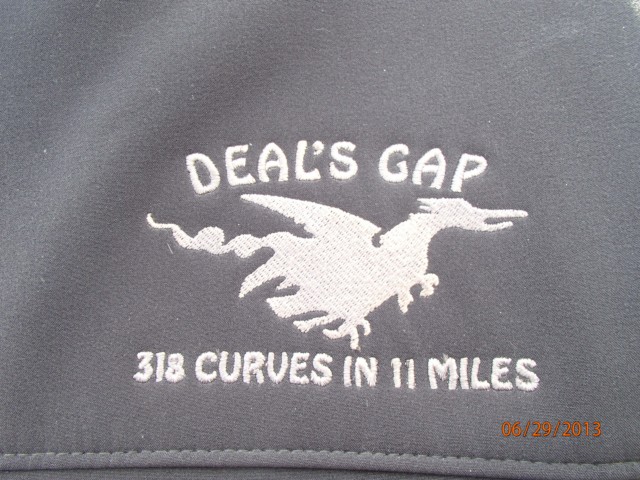 DEAL'S GAP
318 CURVES IN 11 MILES
06/29/2013